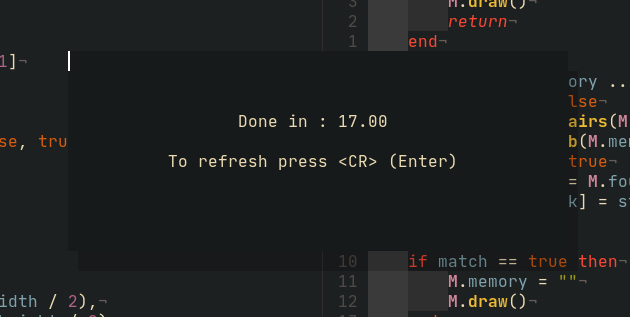 3 M.draw()¬
2 return¬
1 end¬
1]¬
ory ..
lse¬
Done in : 17.00
airs(M
se, tru
b(M.me
To refresh press <CR> (Enter)
true¬
= M.fou
k] = s
10 if match == true then¬
11 M.memory = ""¬
idth / 2),¬
12 M.draw()¬